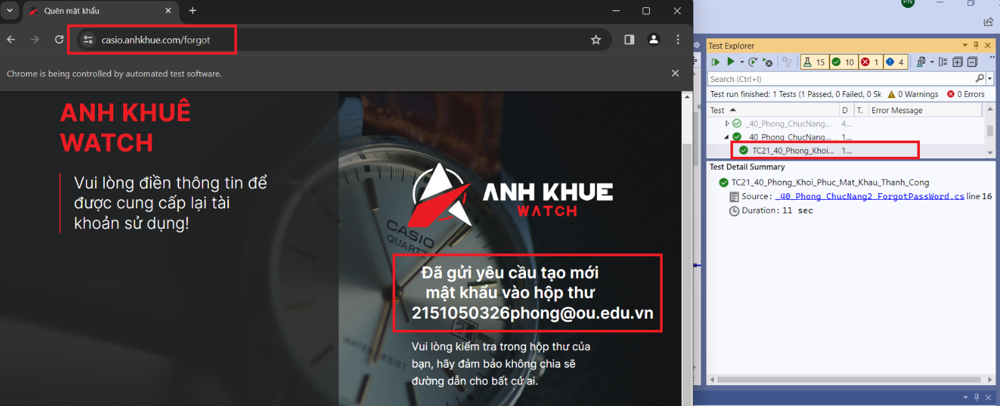 Quên mật khẩu
casio.anhkhue.com/forgot
Chrome is being controlled by automated test software.
ANH KHUÊ
WATCH
Vui lòng điền thông tin để
được cung cấp lại tài
khoản sử dụng!
CASIO
QUARTZ
WATER RESIST
ANH KHUE
WATCH
Đã gửi yêu cầu tạo mới
mật khẩu vào hộp thư
2151050326phong@ou.edu.vn
Vui lòng kiểm tra trong hộp thư của
bạn, hãy đảm bảo không chia sẽ
đường dẫn cho bất cứ ai.
PN
Test Explorer
15 10 1 4
Search (Ctrl+I)
Test run finished: 1 Tests (1 Passed, 0 Failed, 0 Sk 0 Warnings 0 Errors
Test D T. Error Message
_40_Phong_ChucNang... 4...
_40_Phong_ChucNang... 1...
TC21_40_Phong_Khoi... 1...
Test Detail Summary
TC21_40_Phong_Khoi_Phuc_Mat_Khau_Thanh_Cong
Source: _40_Phong_ChucNang2_ForgotPassWord.cs line 16
Duration: 11 sec